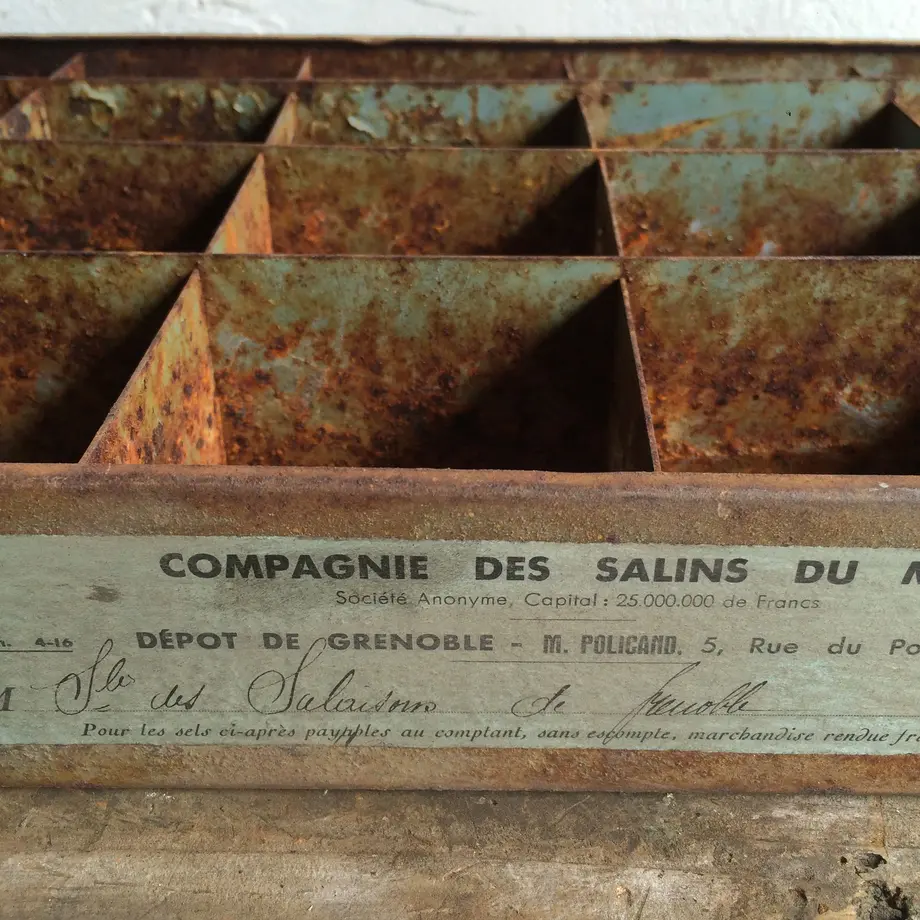 COMPAGNIE DES SALINS DU
Société Anonyme, Capital : 25.000.000 de Francs
4-16 DÉPOT DE GRENOBLE - M. POLICAND, 5, Rue du Po
M Sté des Salaisons de Grenoble
Pour les sels ci-après payables au comptant, sans escompte, marchandise rendue fra